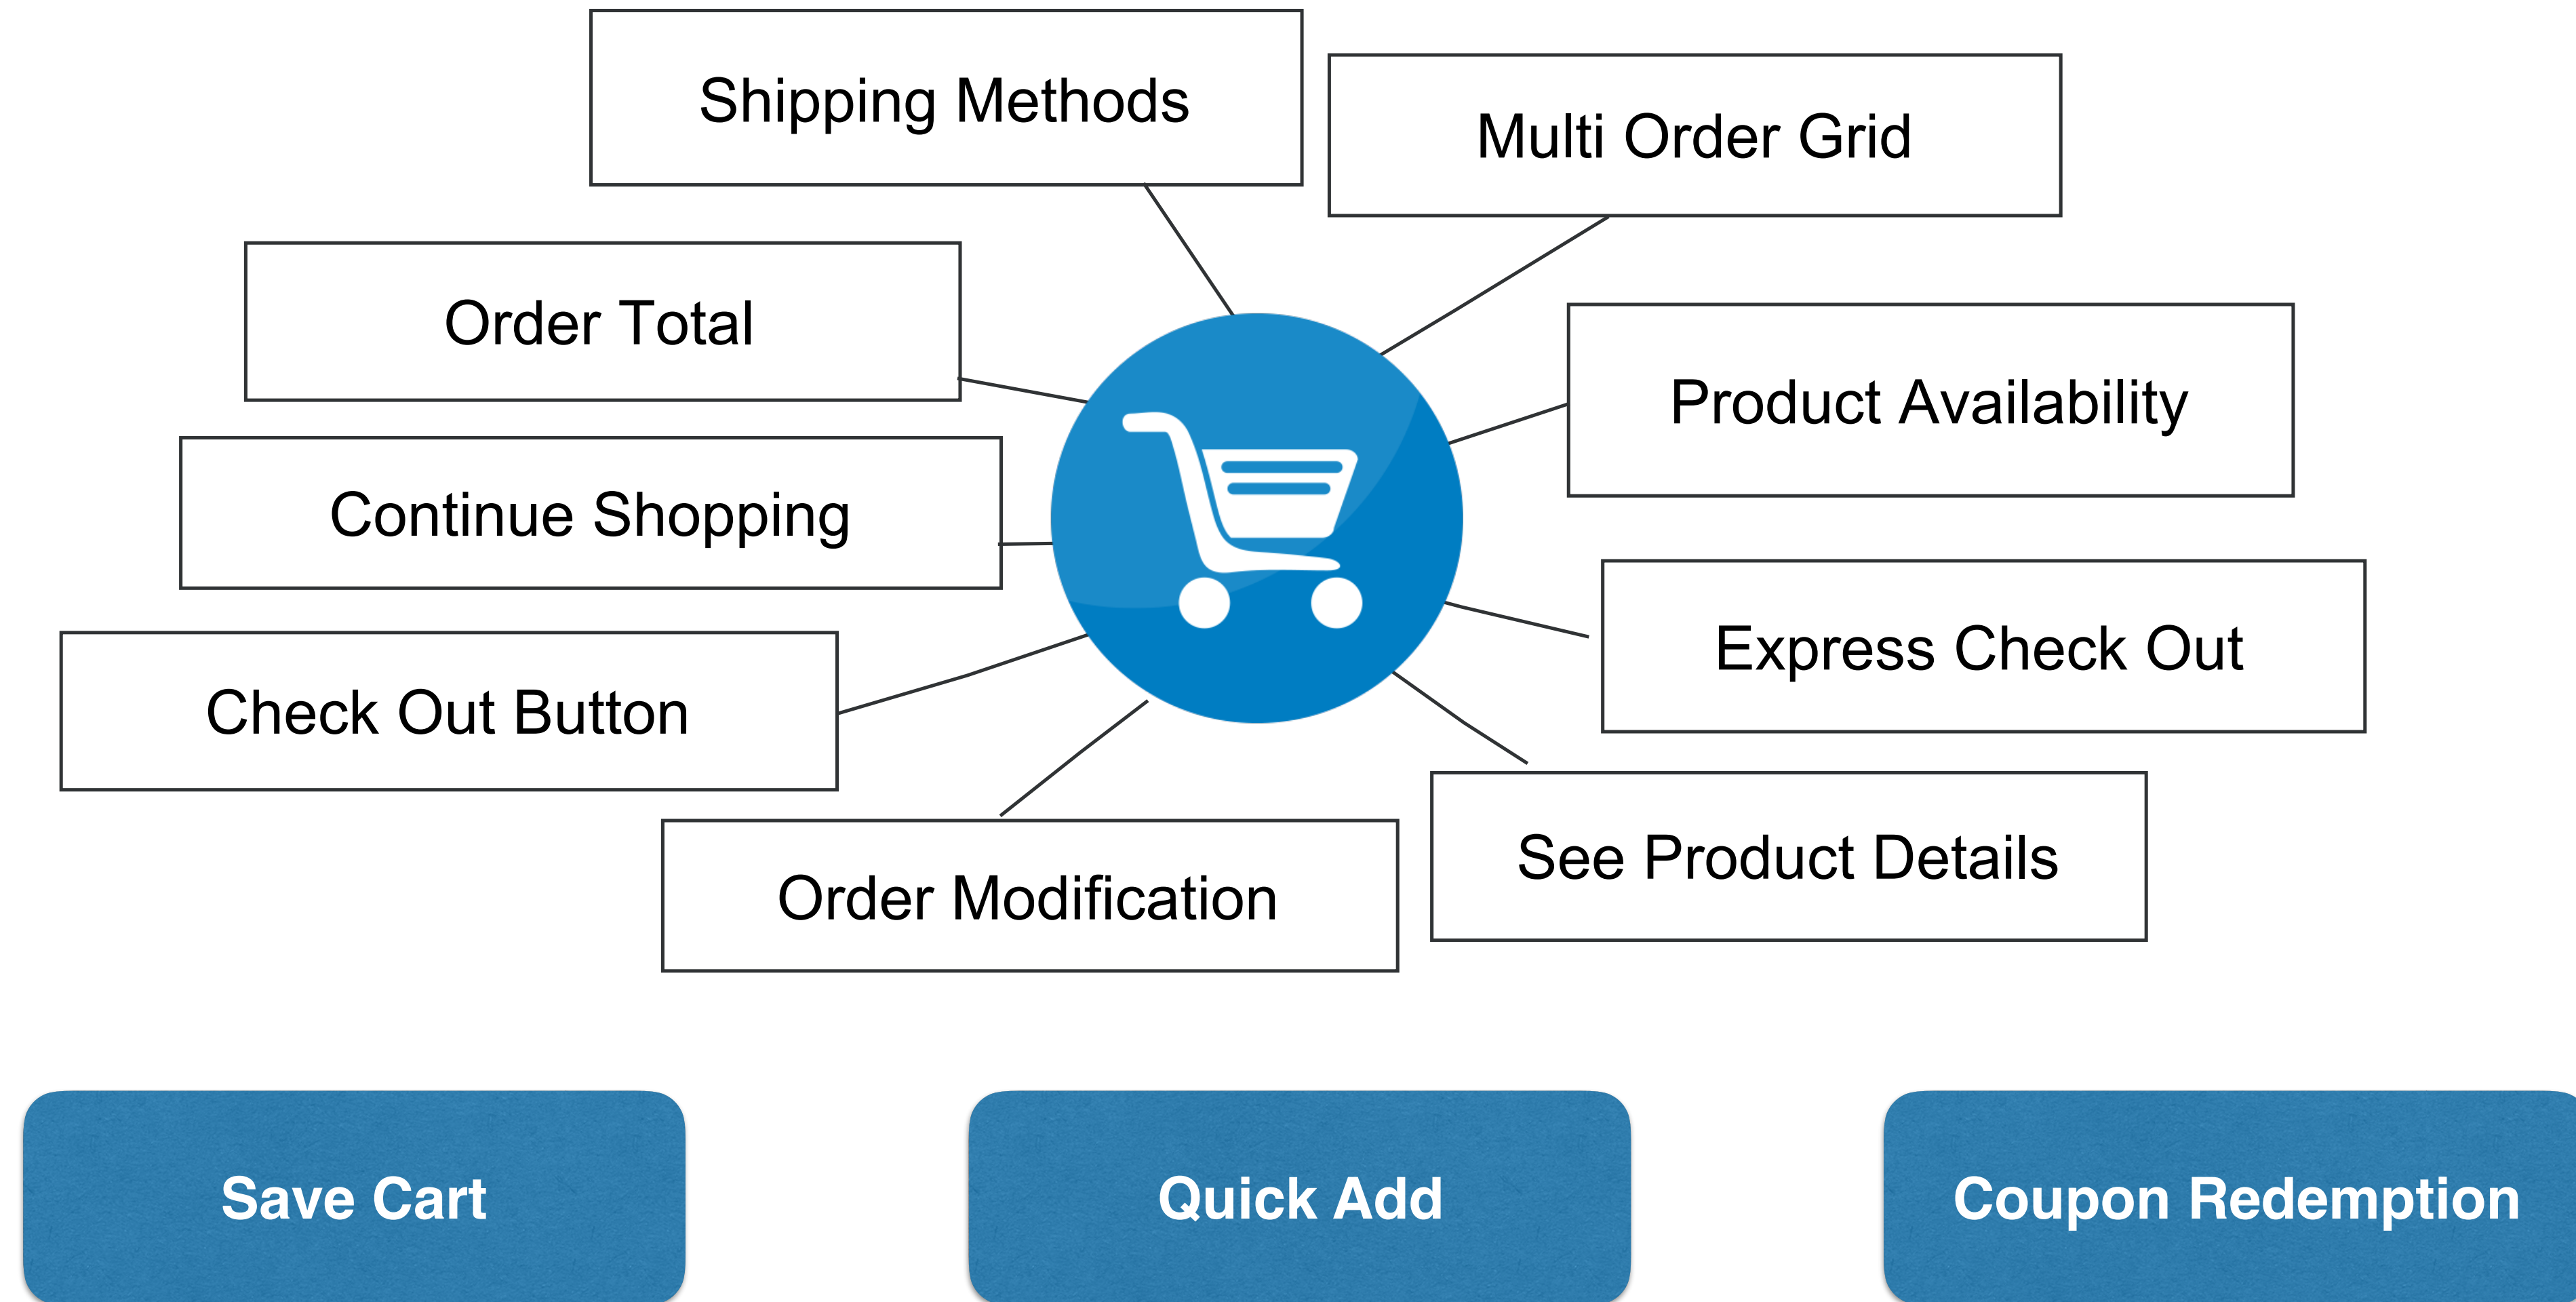 Shipping Methods
Multi Order Grid
Order Total
Product Availability
Continue Shopping
Express Check Out
Check Out Button
See Product Details
Order Modification
Save Cart
Quick Add
Coupon Redemption